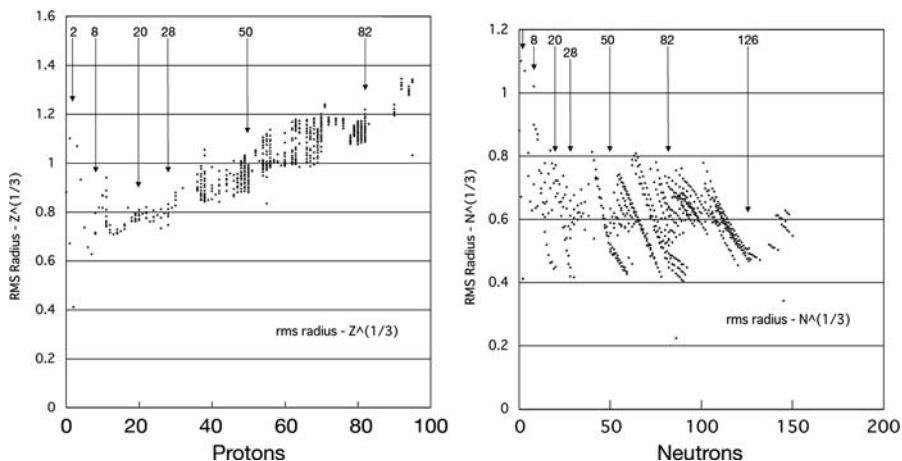 1.6
1.4
1.2
1
0.8
0.6
0.4
0.2
0
RMS Radius - Z^(1/3)
2 8 20 28 50 82
rms radius - Z^(1/3)
0 20 40 60 80 100
Protons
1.2
1
0.8
0.6
0.4
0.2
0
RMS Radius - N^(1/3)
2 8 20 28 50 82 126
rms radius - N^(1/3)
0 50 100 150 200
Neutrons